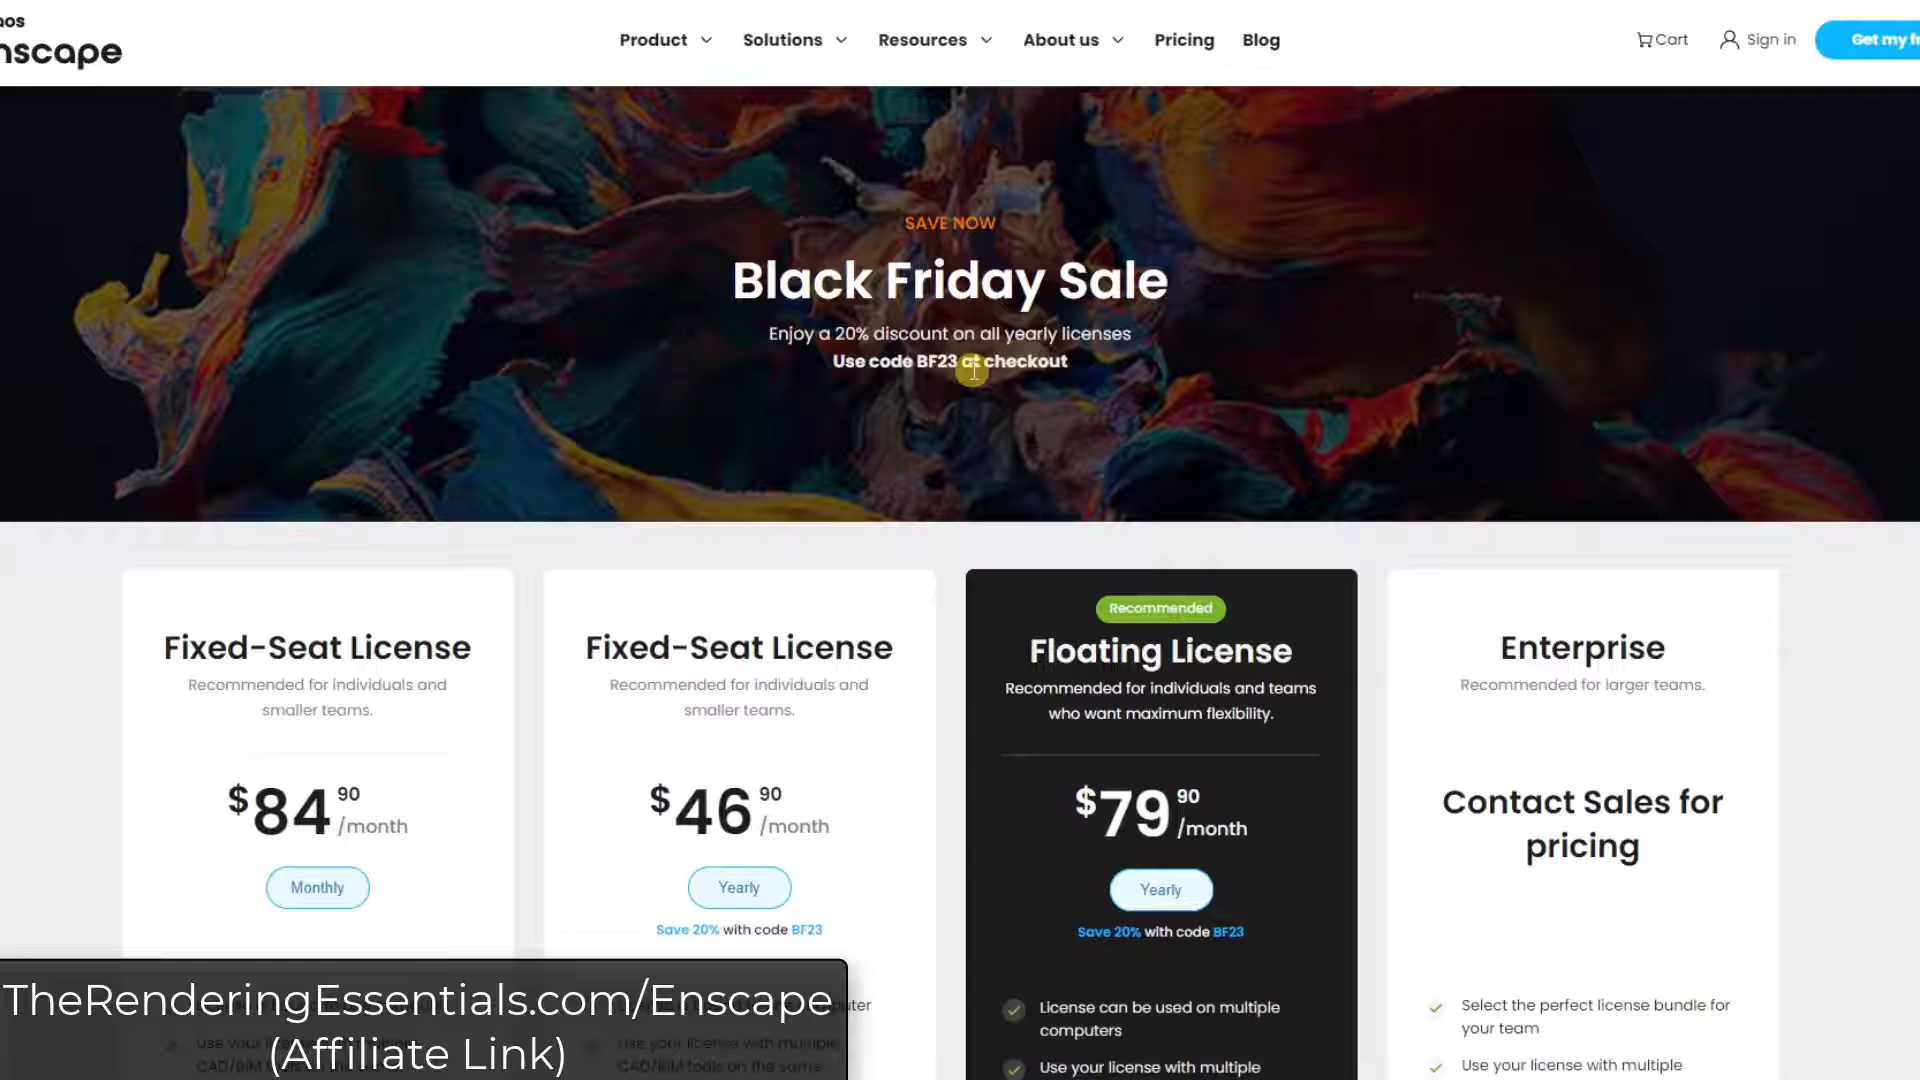 aos
nscape
Product
Solutions
Resources
About us
Pricing
Blog
Cart
Sign in
Get my fr
SAVE NOW
Black Friday Sale
Enjoy a 20% discount on all yearly licenses
Use code BF23 at checkout
Fixed-Seat License
Recommended for individuals and
smaller teams.
$84 90 /month
Monthly
Fixed-Seat License
Recommended for individuals and
smaller teams.
$46 90 /month
Yearly
Save 20% with code BF23
Recommended
Floating License
Recommended for individuals and teams
who want maximum flexibility.
$79 90 /month
Yearly
Save 20% with code BF23
License can be used on multiple
computers
Use your license with multiple
Enterprise
Recommended for larger teams.
Contact Sales for
pricing
Select the perfect license bundle for
your team
Use your license with multiple
TheRenderingEssentials.com/Enscape
(Affiliate Link)